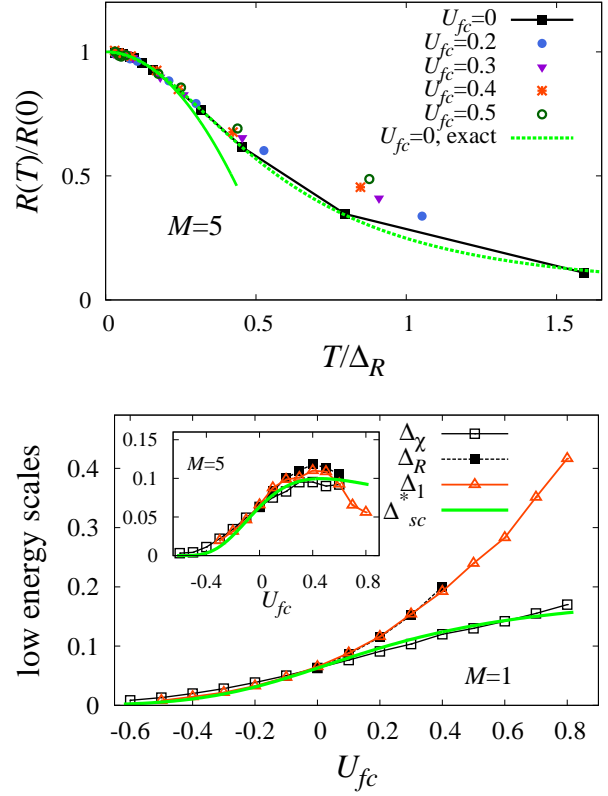 R(T)/R(0)
1
0.5
0
U_fc=0
U_fc=0.2
U_fc=0.3
U_fc=0.4
U_fc=0.5
U_fc=0, exact
M=5
0 0.5 1 1.5
T/Δ_R
low energy scales
0.4
0.3
0.2
0.1
0
M=5
0.15
0.1
0.05
0
-0.4 0 0.4 0.8
U_fc
Δ_χ
Δ_R
Δ_1
Δ*_sc
M=1
-0.6 -0.4 -0.2 0 0.2 0.4 0.6 0.8
U_fc